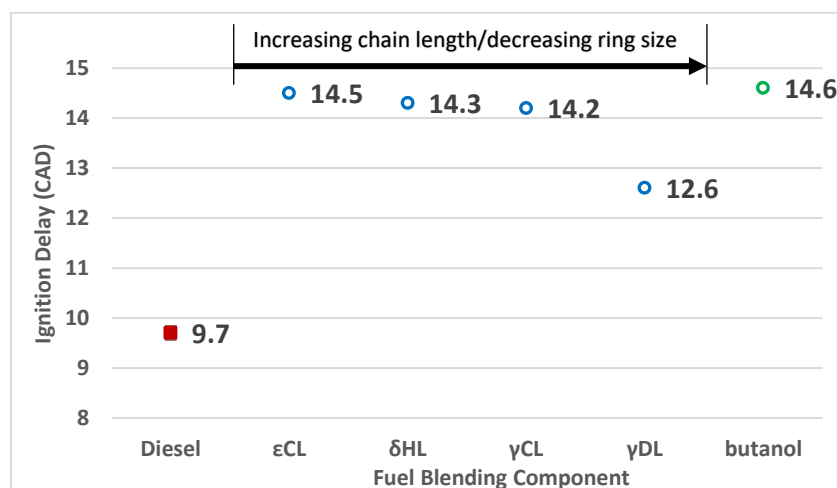 Increasing chain length/decreasing ring size
Ignition Delay (CAD)
15
14
13
12
11
10
9
8
14.5
14.3
14.2
14.6
12.6
9.7
Diesel
εCL
δHL
γCL
γDL
butanol
Fuel Blending Component